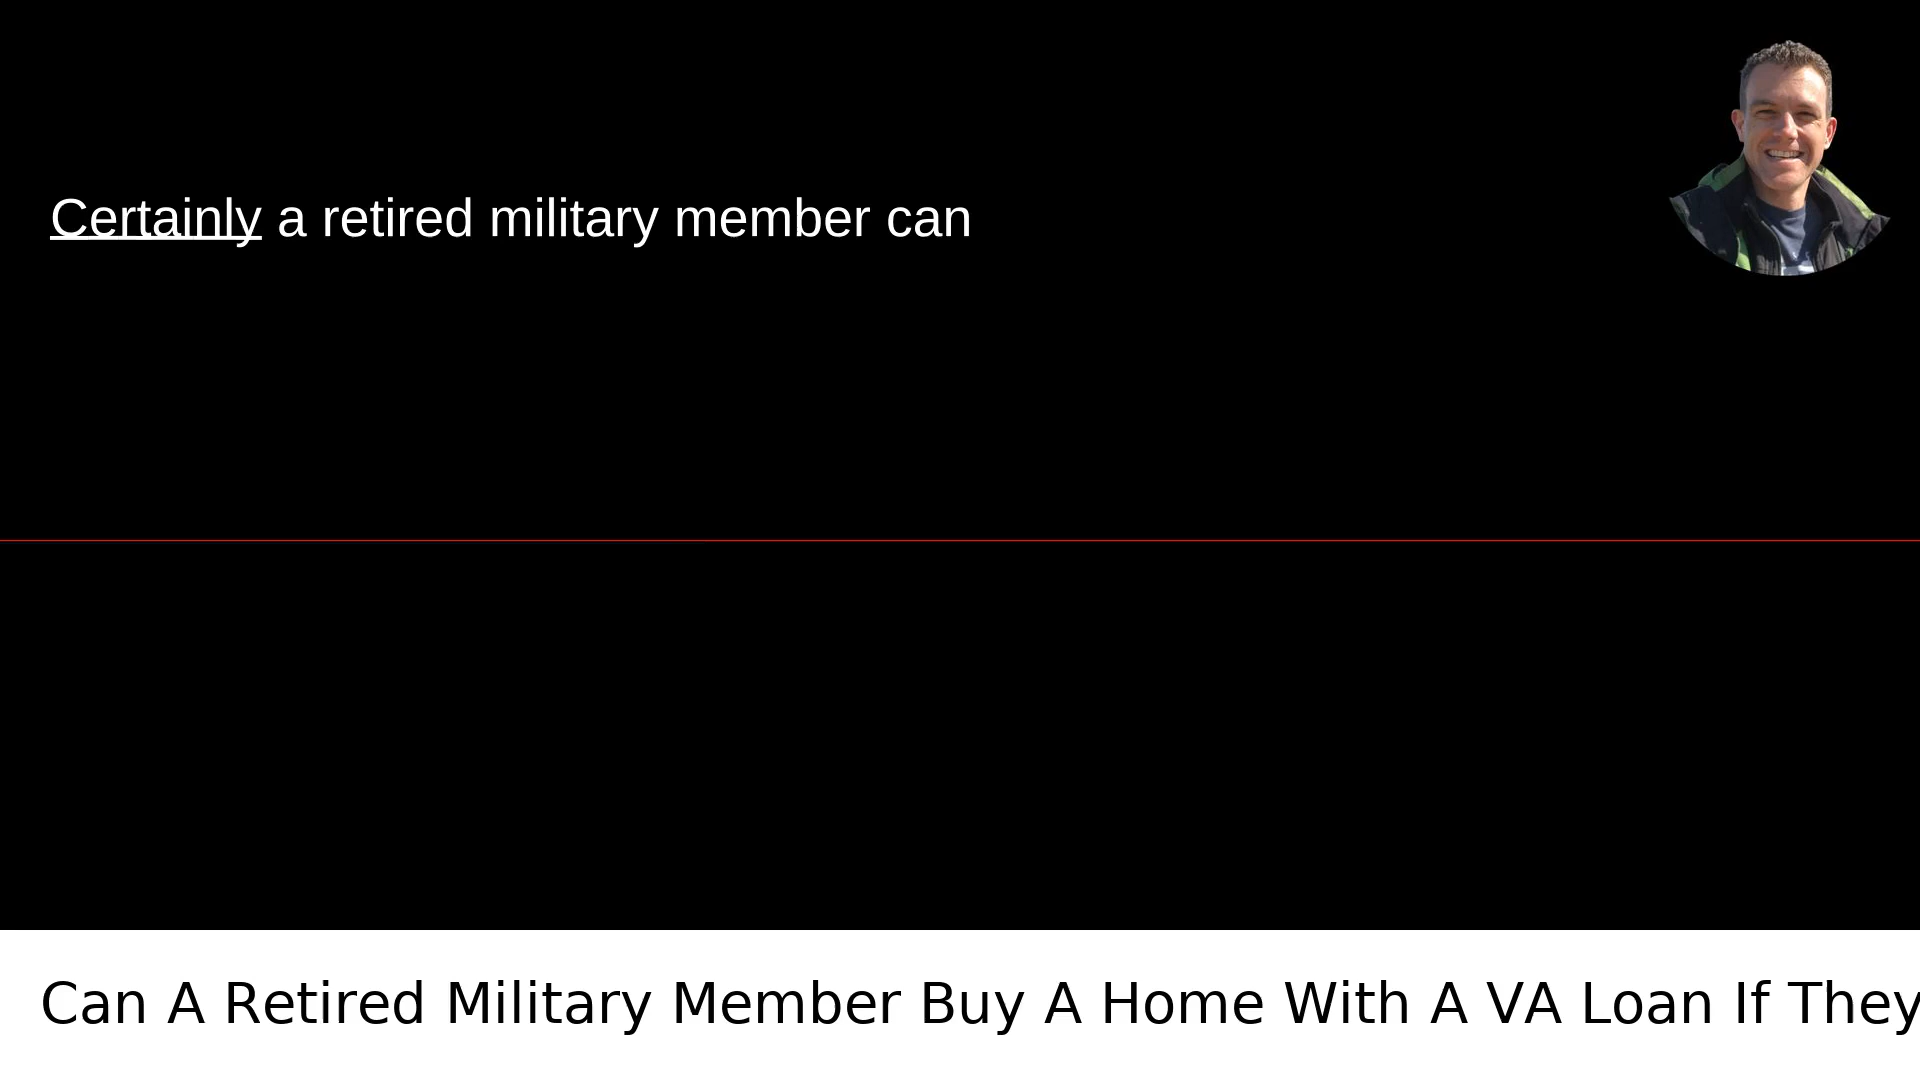 Certainly a retired military member can
Can A Retired Military Member Buy A Home With A VA Loan If They